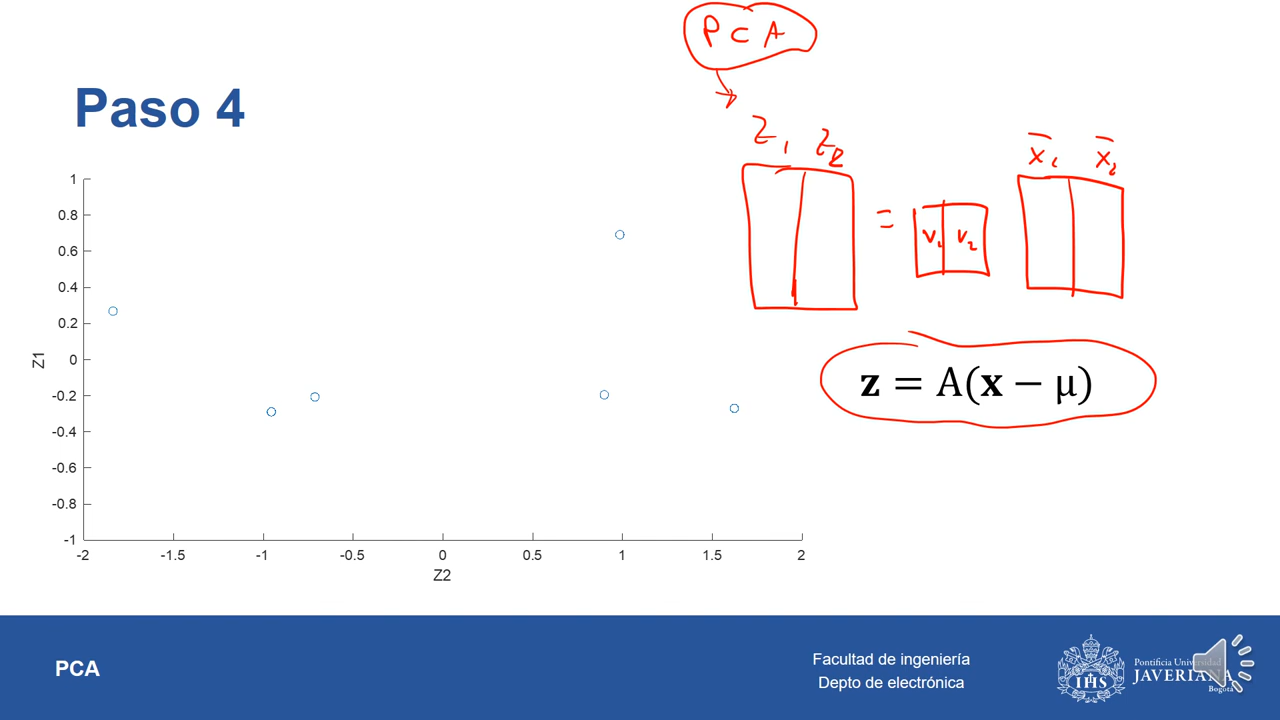 PCA
Paso 4
Z1 Z2
x̄1 x̄2
1
0.8
0.6
0.4
0.2
0
-0.2
-0.4
-0.6
-0.8
-1
Z1
-2 -1.5 -1 -0.5 0 0.5 1 1.5 2
Z2
=
V1 V2
z = A(x − μ)
PCA
Facultad de ingeniería
Depto de electrónica
IHS
Pontificia Universidad
JAVERIANA
Bogotá